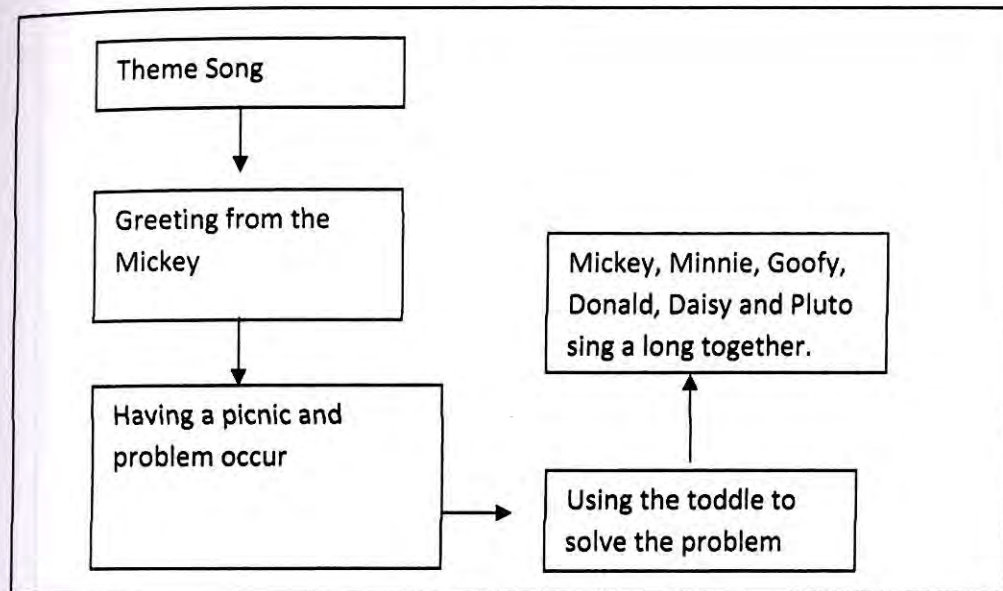 Theme Song
Greeting from the
Mickey
Having a picnic and
problem occur
Using the toddle to
solve the problem
Mickey, Minnie, Goofy,
Donald, Daisy and Pluto
sing a long together.